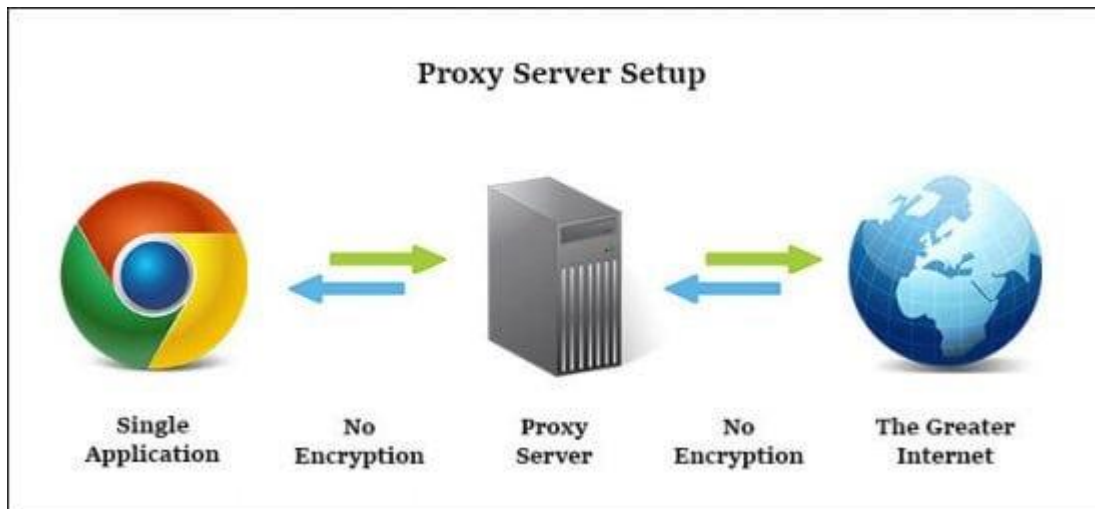 Proxy Server Setup
Single
Application
No
Encryption
Proxy
Server
No
Encryption
The Greater
Internet